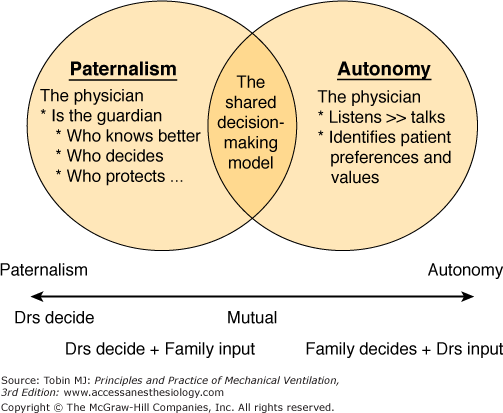 Paternalism
The physician
* Is the guardian
* Who knows better
* Who decides
* Who protects ...
The
shared
decision-
making
model
Autonomy
The physician
* Listens >> talks
* Identifies patient
preferences and
values
Paternalism
Autonomy
Drs decide
Mutual
Drs decide + Family input
Family decides + Drs input
Source: Tobin MJ: Principles and Practice of Mechanical Ventilation,
3rd Edition: www.accessanesthesiology.com
Copyright © The McGraw-Hill Companies, Inc. All rights reserved.